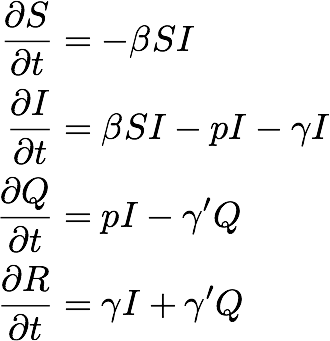 ∂S/∂t = -βSI
∂I/∂t = βSI - pI - γI
∂Q/∂t = pI - γ′Q
∂R/∂t = γI + γ′Q